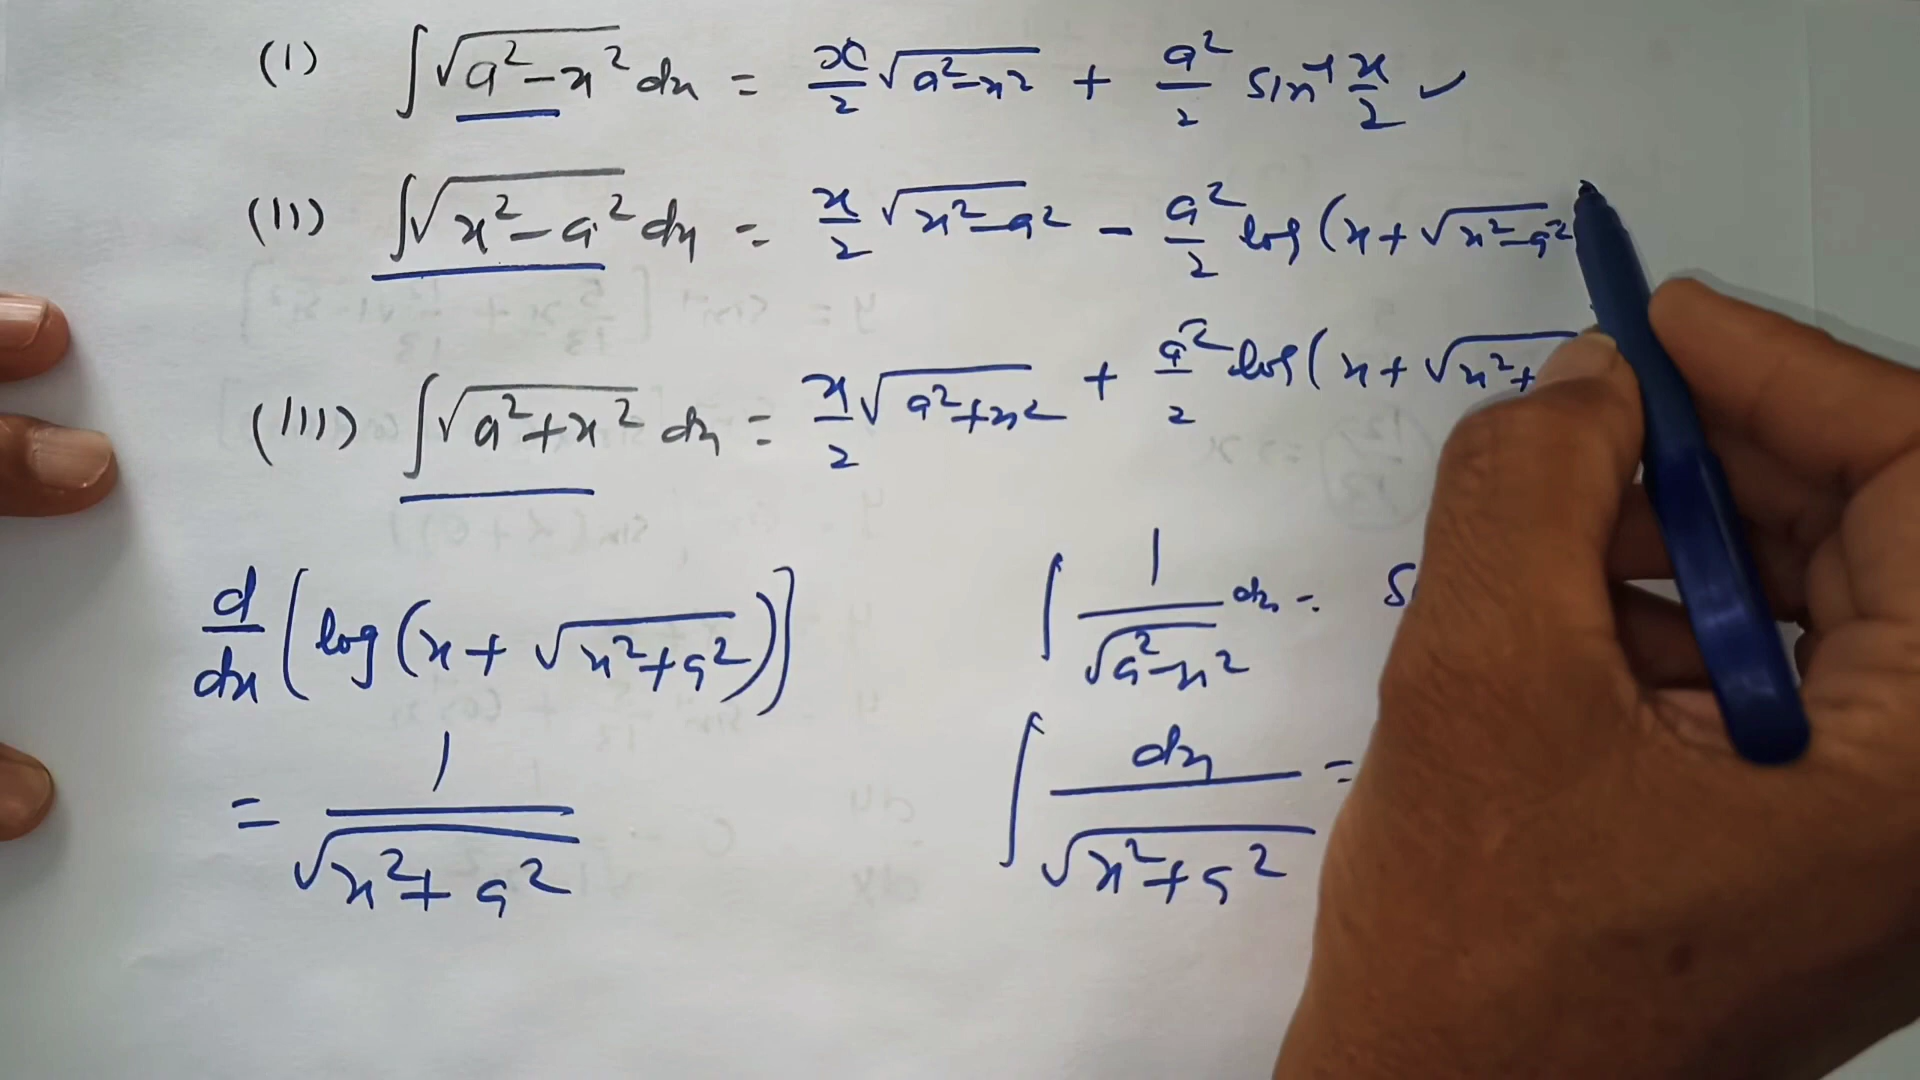 (I) ∫√(a²-x²) dx = x/2 √(a²-x²) + a²/2 sin⁻¹ x/2 ✓
(II) ∫√(x²-a²) dx = x/2 √(x²-a²) - a²/2 log(x+√(x²-a²
(III) ∫√(a²+x²) dx = x/2 √(a²+x²) + a²/2 log(x+√(x²+
d/dx (log(x+√(x²+a²)))
= 1/√(x²+a²)
∫ 1/√(a²-x²) dx = S
∫ dx/√(x²+a²) =